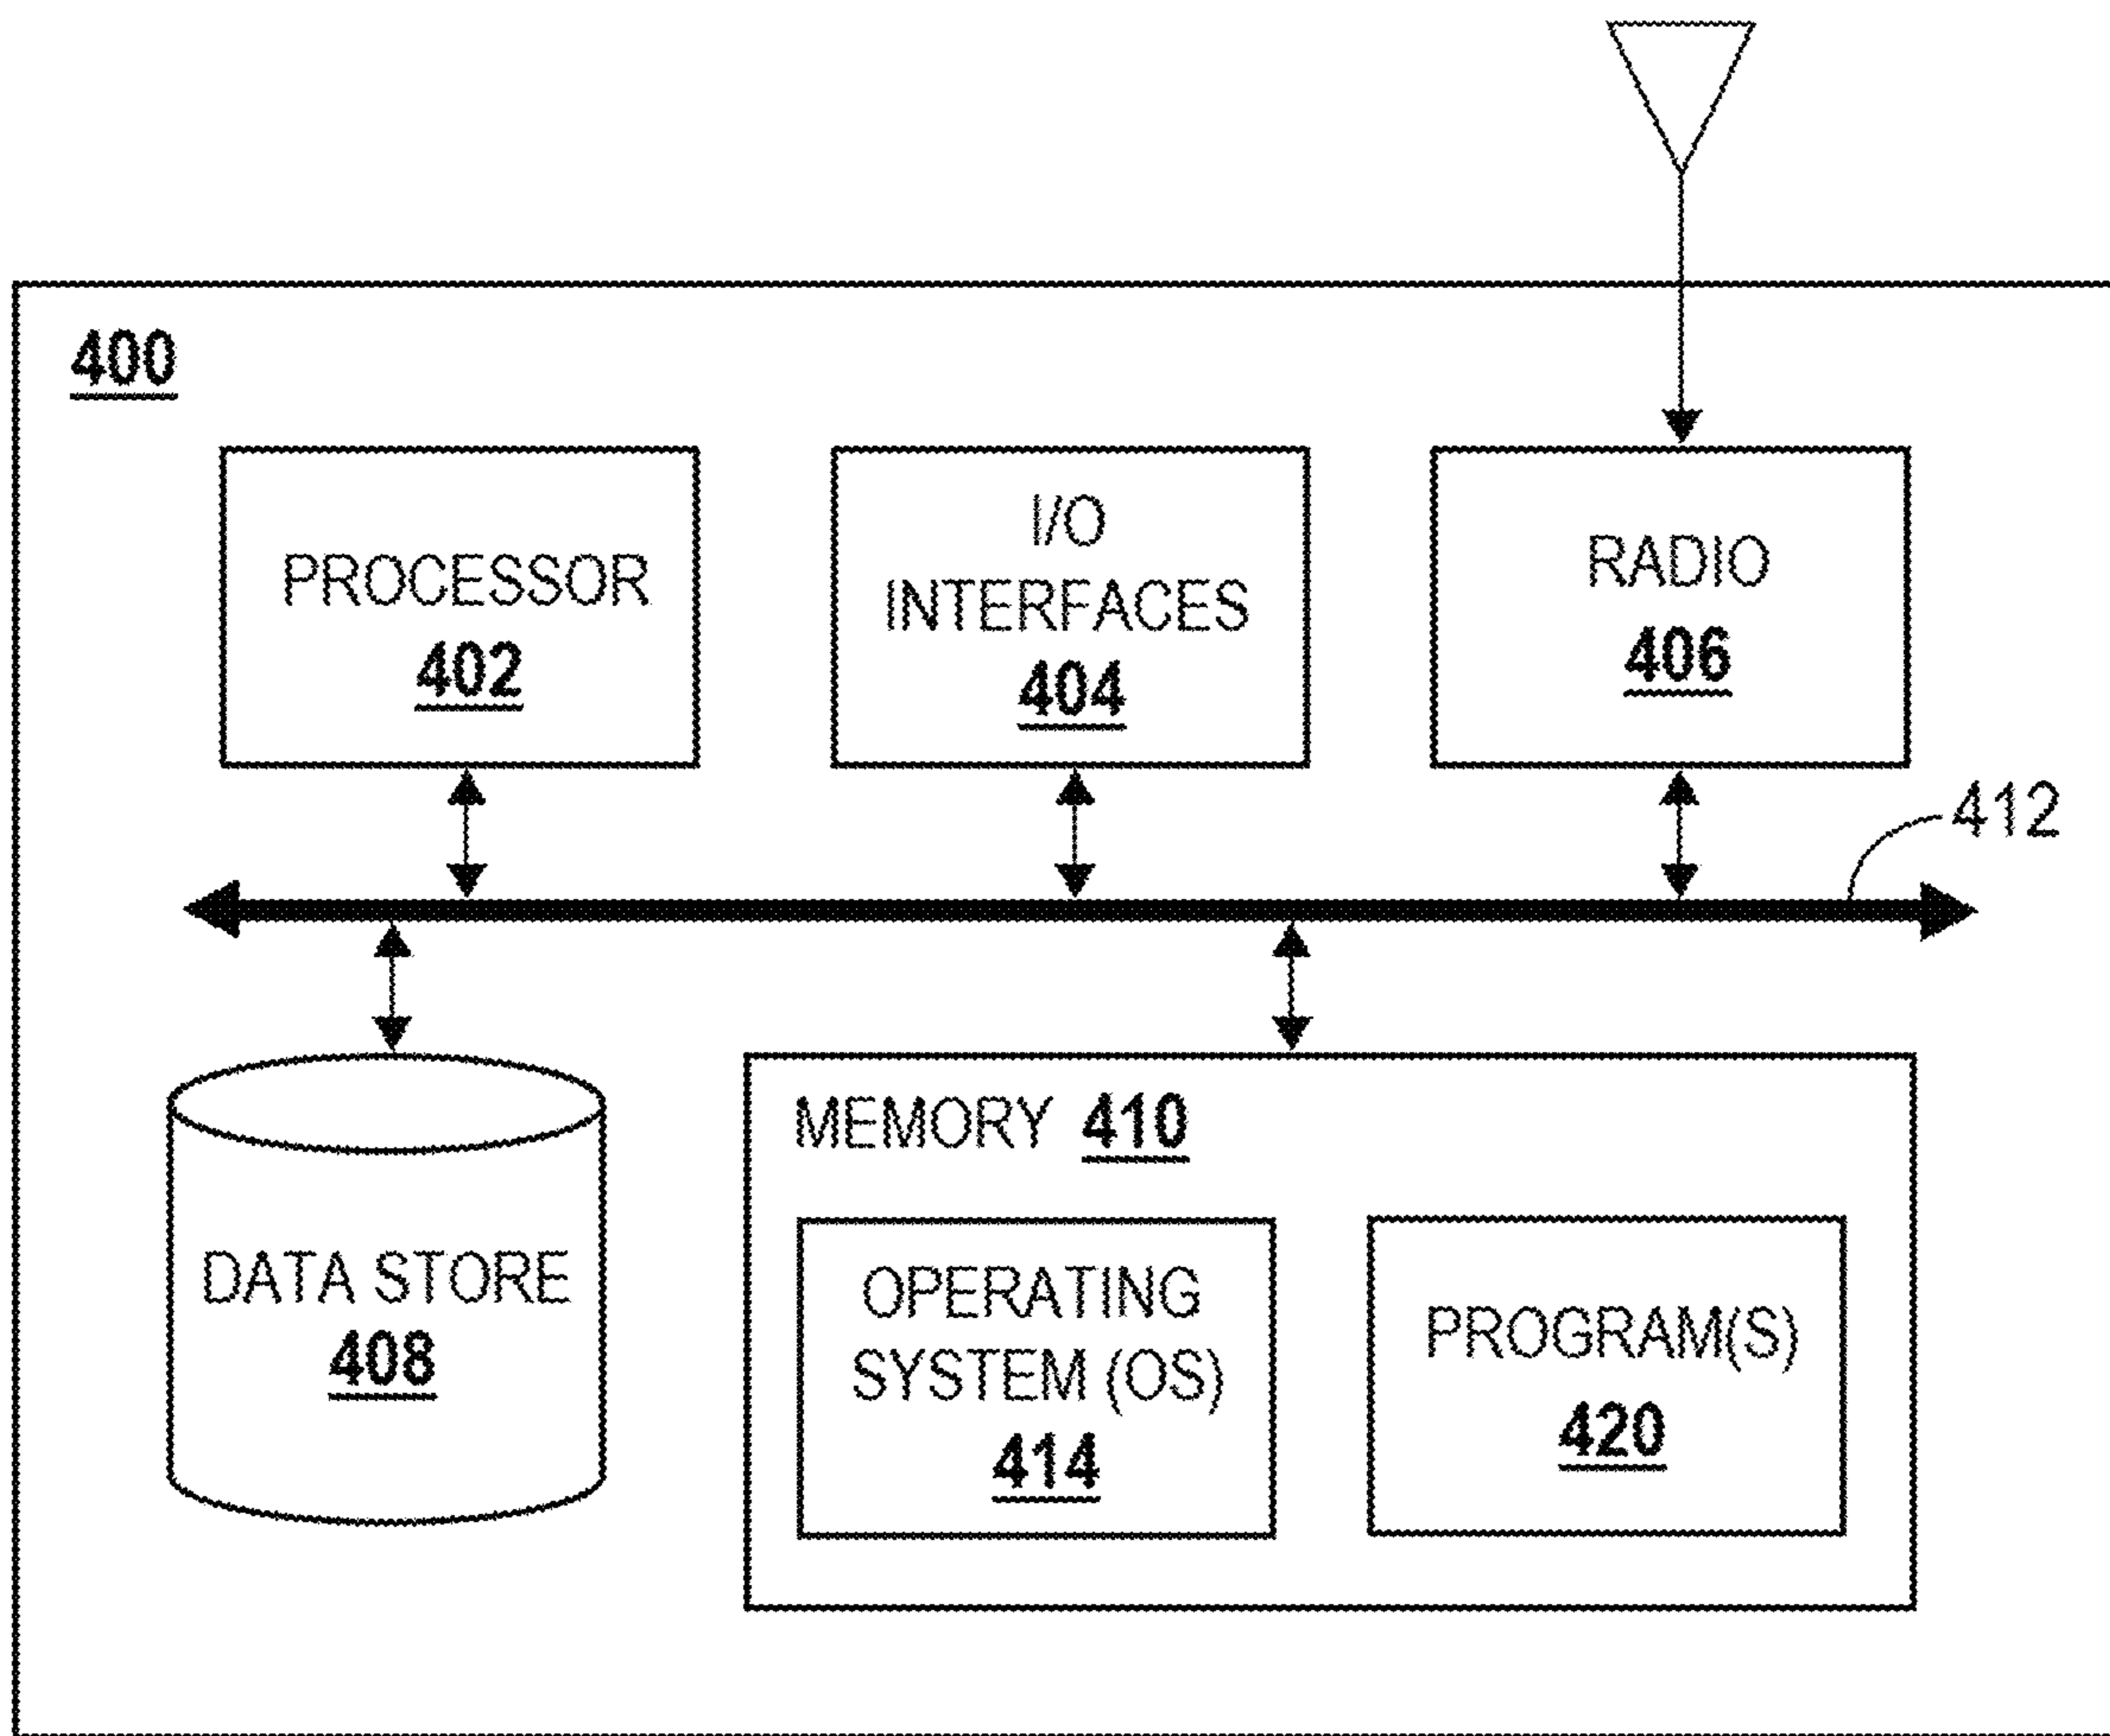 400
PROCESSOR
402
I/O
INTERFACES
404
RADIO
406
412
DATA STORE
408
MEMORY 410
OPERATING
SYSTEM (OS)
414
PROGRAM(S)
420